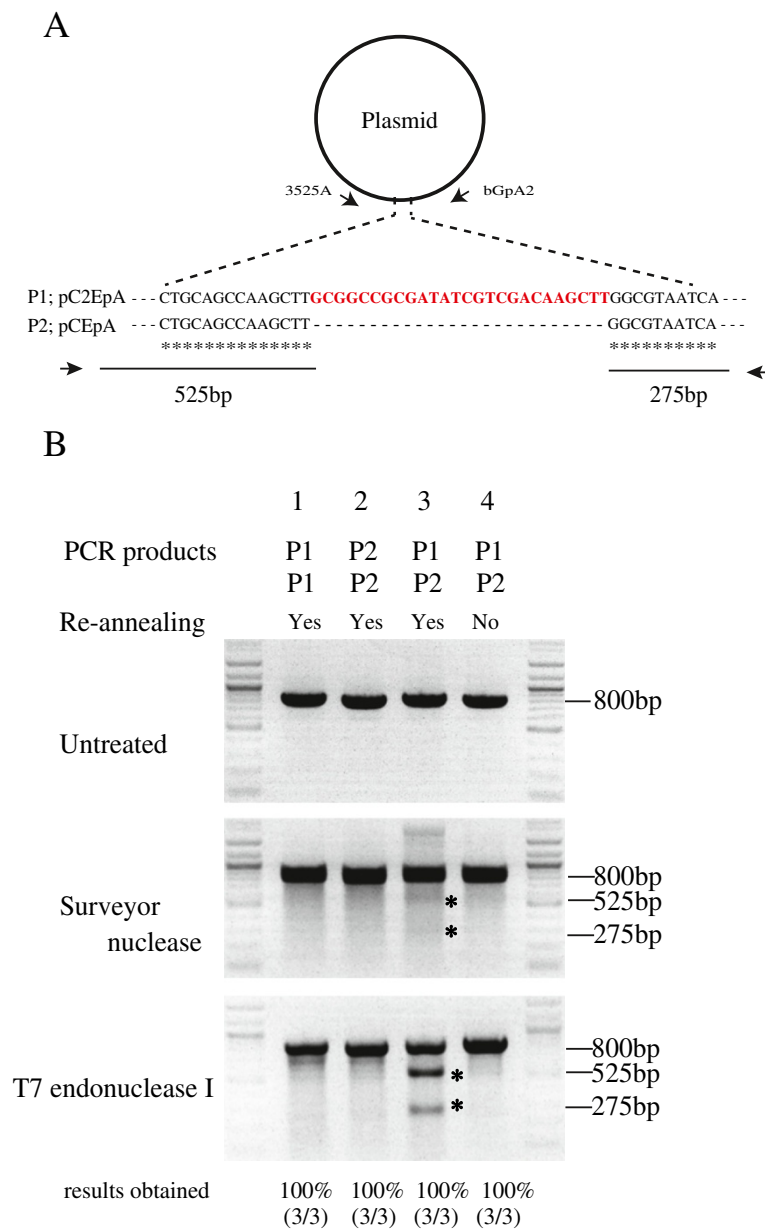 A
Plasmid
3525A
bGpA2
P1; pC2EpA - - - CTGCAGCCAAGCTTGCGGCCGCGATATCGTCGACAAGCTTGGCGTAATCA - - -
P2; pCEpA - - - CTGCAGCCAAGCTT- - - - - - - - - - - - - - - - - - - - - - - - - - GGCGTAATCA - - -
************** **********
525bp 275bp
B
1 2 3 4
PCR products P1 P2 P1 P1
P1 P2 P2 P2
Re-annealing Yes Yes Yes No
Untreated
800bp
Surveyor
nuclease
800bp
525bp
*
275bp
*
T7 endonuclease I
800bp
525bp
*
275bp
*
results obtained 100% 100% 100% 100%
(3/3) (3/3) (3/3) (3/3)